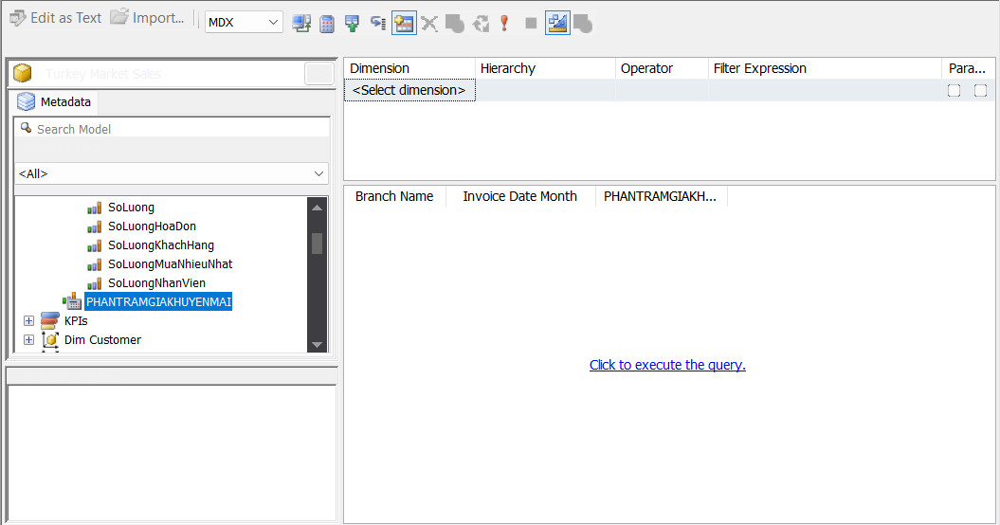 Edit as Text Import... MDX
Turkey Market Sales
Metadata
Search Model
<All>
SoLuong
SoLuongHoaDon
SoLuongKhachHang
SoLuongMuaNhieuNhat
SoLuongNhanVien
PHANTRAMGIAKHUYENMAI
KPIs
Dim Customer
Dimension Hierarchy Operator Filter Expression Para...
<Select dimension>
Branch Name Invoice Date Month PHANTRAMGIAKH...
Click to execute the query.